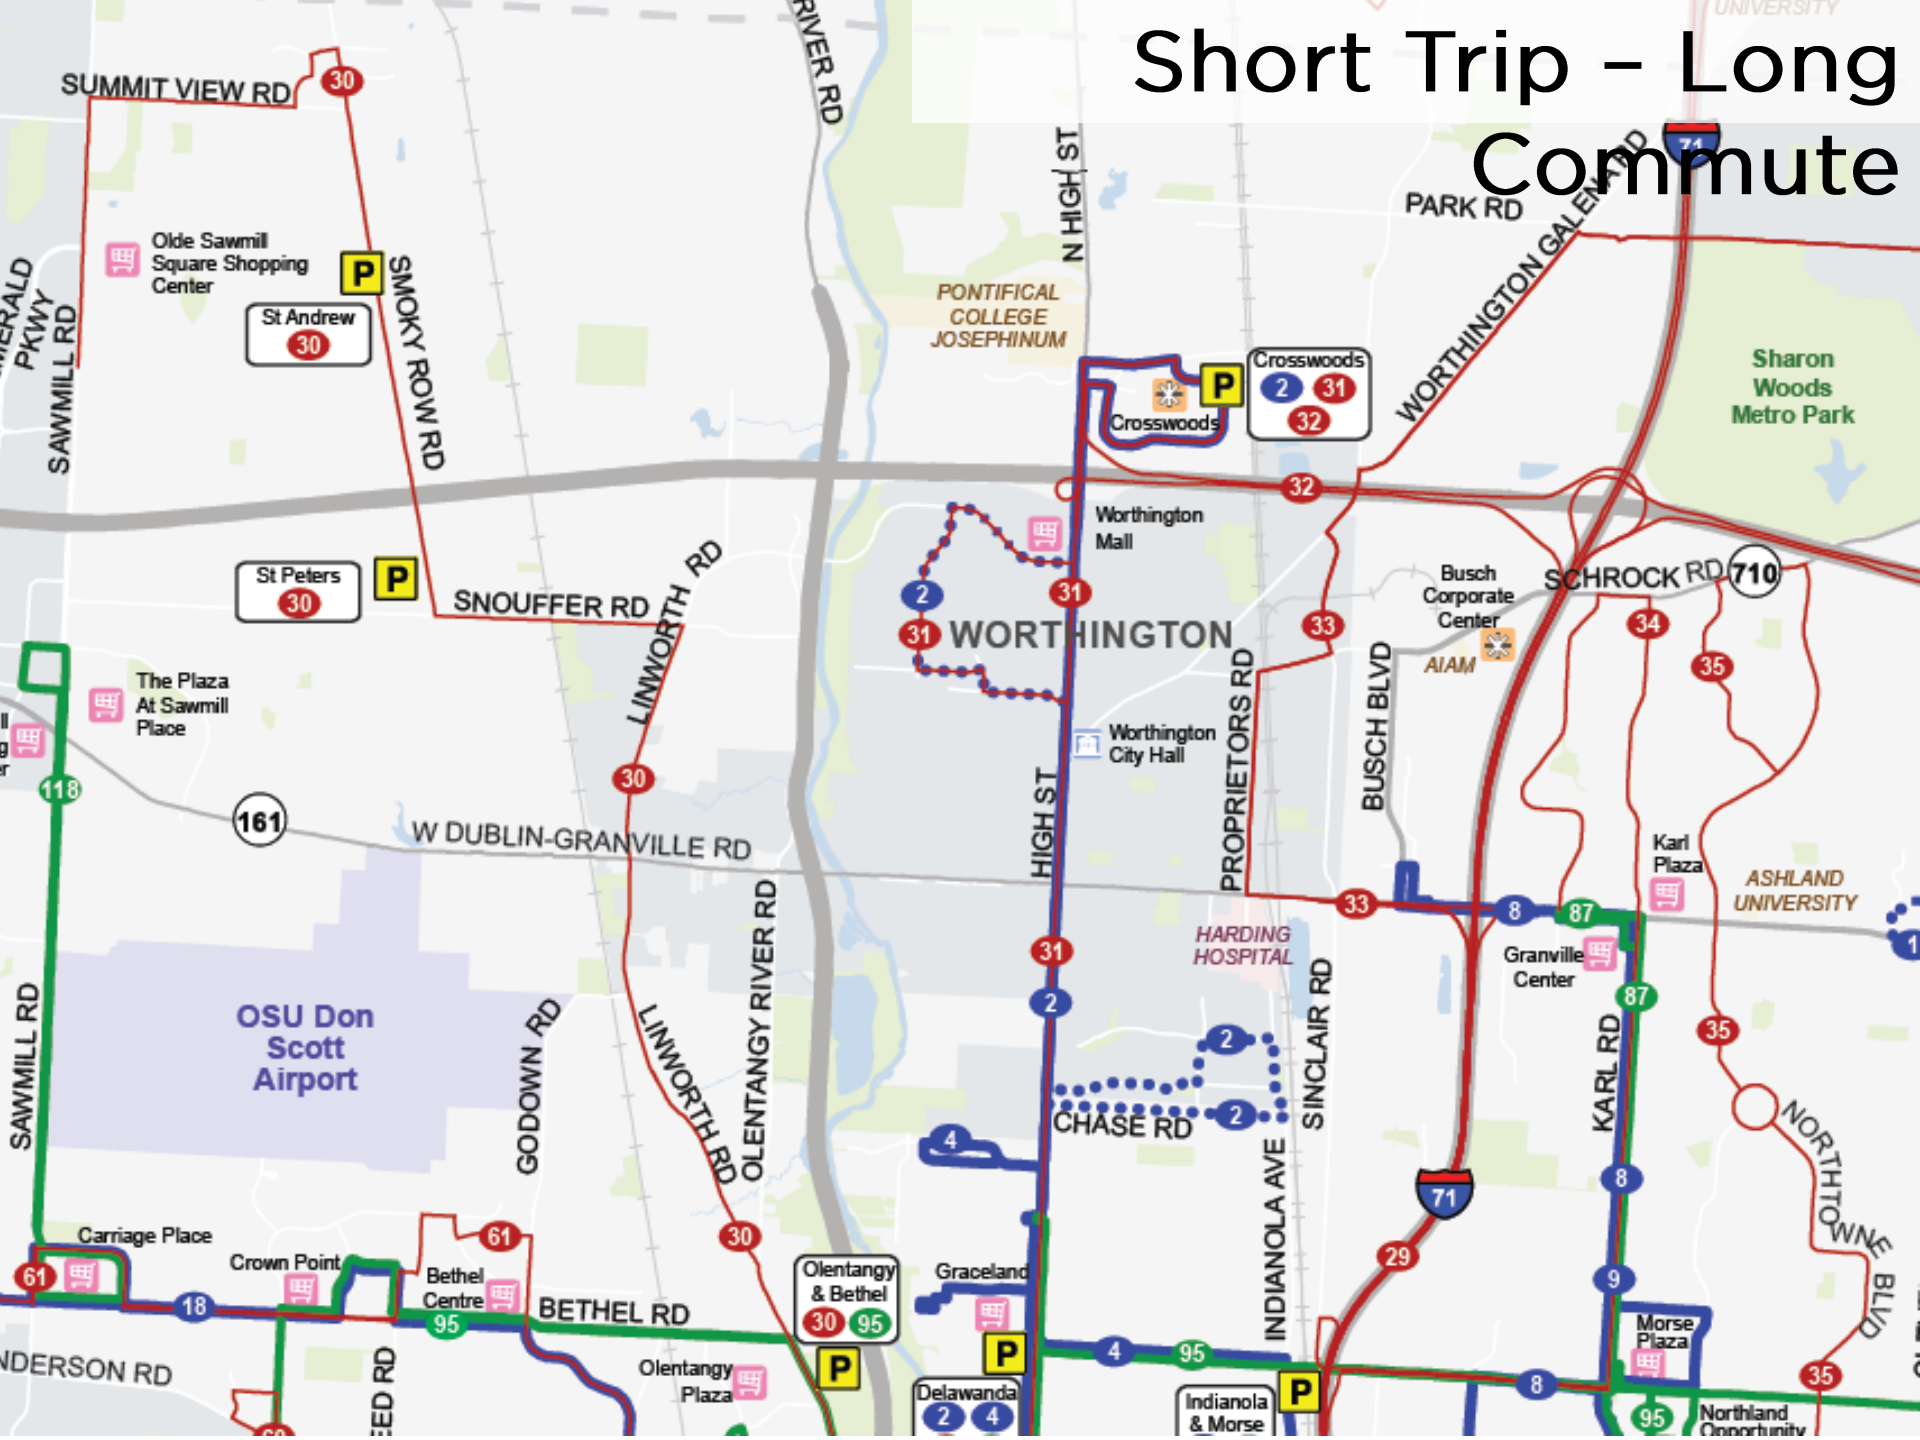 Short Trip – Long
Commute
UNIVERSITY
RIVER RD
SUMMIT VIEW RD
30
71
HIGH ST
N HIGH ST
PARK RD
WORTHINGTON GALENA RD
Olde Sawmill
Square Shopping
Center
P
St Andrew
30
SMOKY ROW RD
EMERALD
PKWY
SAWMILL RD
PONTIFICAL
COLLEGE
JOSEPHINUM
Crosswoods
P
Crosswoods
2 31
32
Sharon
Woods
Metro Park
32
Worthington
Mall
St Peters
30
P
SNOUFFER RD
LINWORTH RD
2
31
31
WORTHINGTON
33
Busch
Corporate
Center
AIAM
SCHROCK RD
710
34
35
The Plaza
At Sawmill
Place
118
161
30
W DUBLIN-GRANVILLE RD
Worthington
City Hall
HIGH ST
PROPRIETORS RD
BUSCH BLVD
Karl
Plaza
ASHLAND
UNIVERSITY
33
8
87
1
HARDING
HOSPITAL
Granville
Center
87
31
2
OSU Don
Scott
Airport
SAWMILL RD
GODOWN RD
LINWORTH RD
OLENTANGY RIVER RD
SINCLAIR RD
KARL RD
35
2
2
CHASE RD
4
INDIANOLA AVE
NORTHTOWNE BLVD
8
71
29
9
Carriage Place
61
Crown Point
61
Bethel
Centre
18
95
BETHEL RD
30
Olentangy
& Bethel
30 95
P
Graceland
P
Delawanda
2 4
4
95
P
Indianola
& Morse
8
Morse
Plaza
35
95
Northland
Opportunity
Olentangy
Plaza